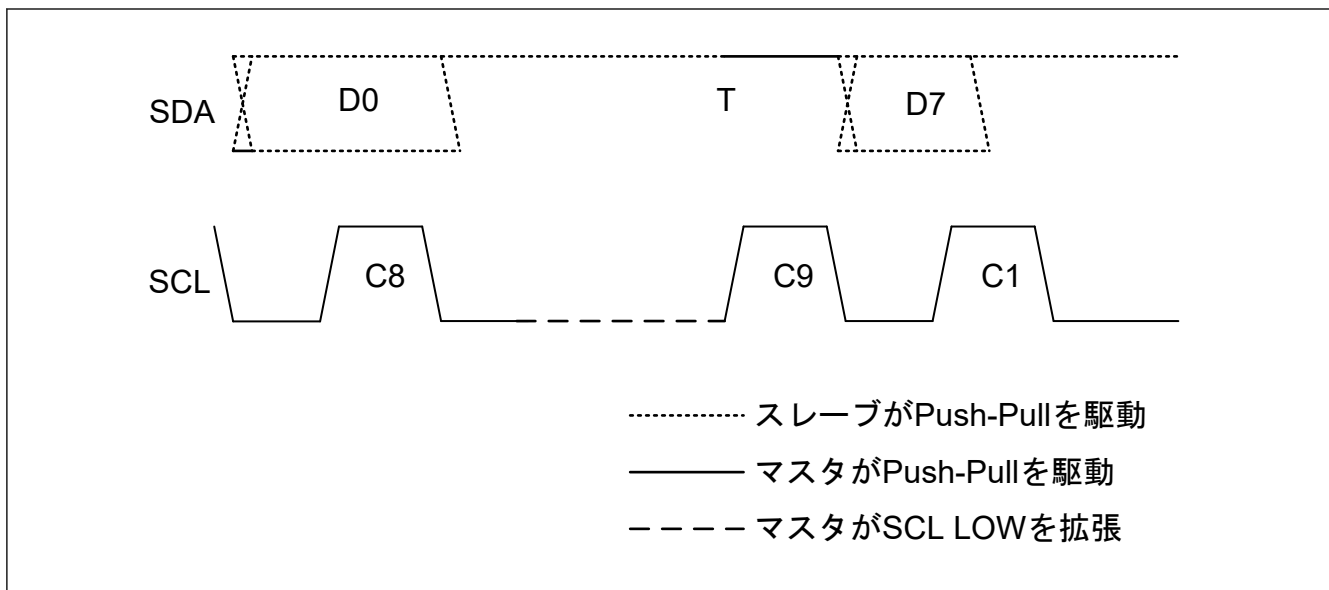 SDA
D0
T
D7
SCL
C8
C9
C1
スレーブがPush-Pullを駆動
マスタがPush-Pullを駆動
マスタがSCL LOWを拡張